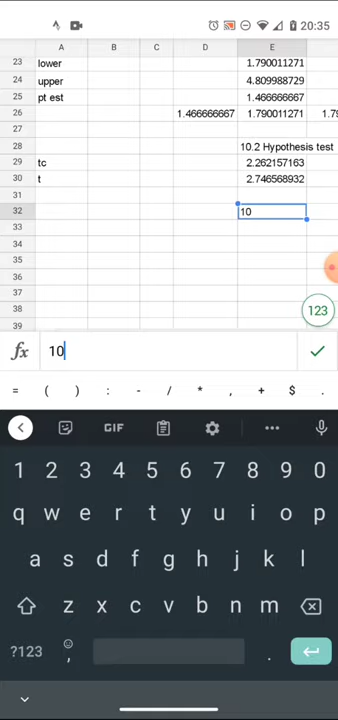 20:35
A B C D E
23 lower 1.790011271
24 upper 4.809988729
25 pt est 1.466666667
26 1.466666667 1.790011271 1.79
27
28 10.2 Hypothesis test
29 tc 2.262157163
30 t 2.746568932
31
32 10
33
34
35
36
37
38 123
39
fx 10
= ( ) : - / * , + $ .
GIF
1 2 3 4 5 6 7 8 9 0
q w e r t y u i o p
a s d f g h j k l
z x c v b n m
?123 , .